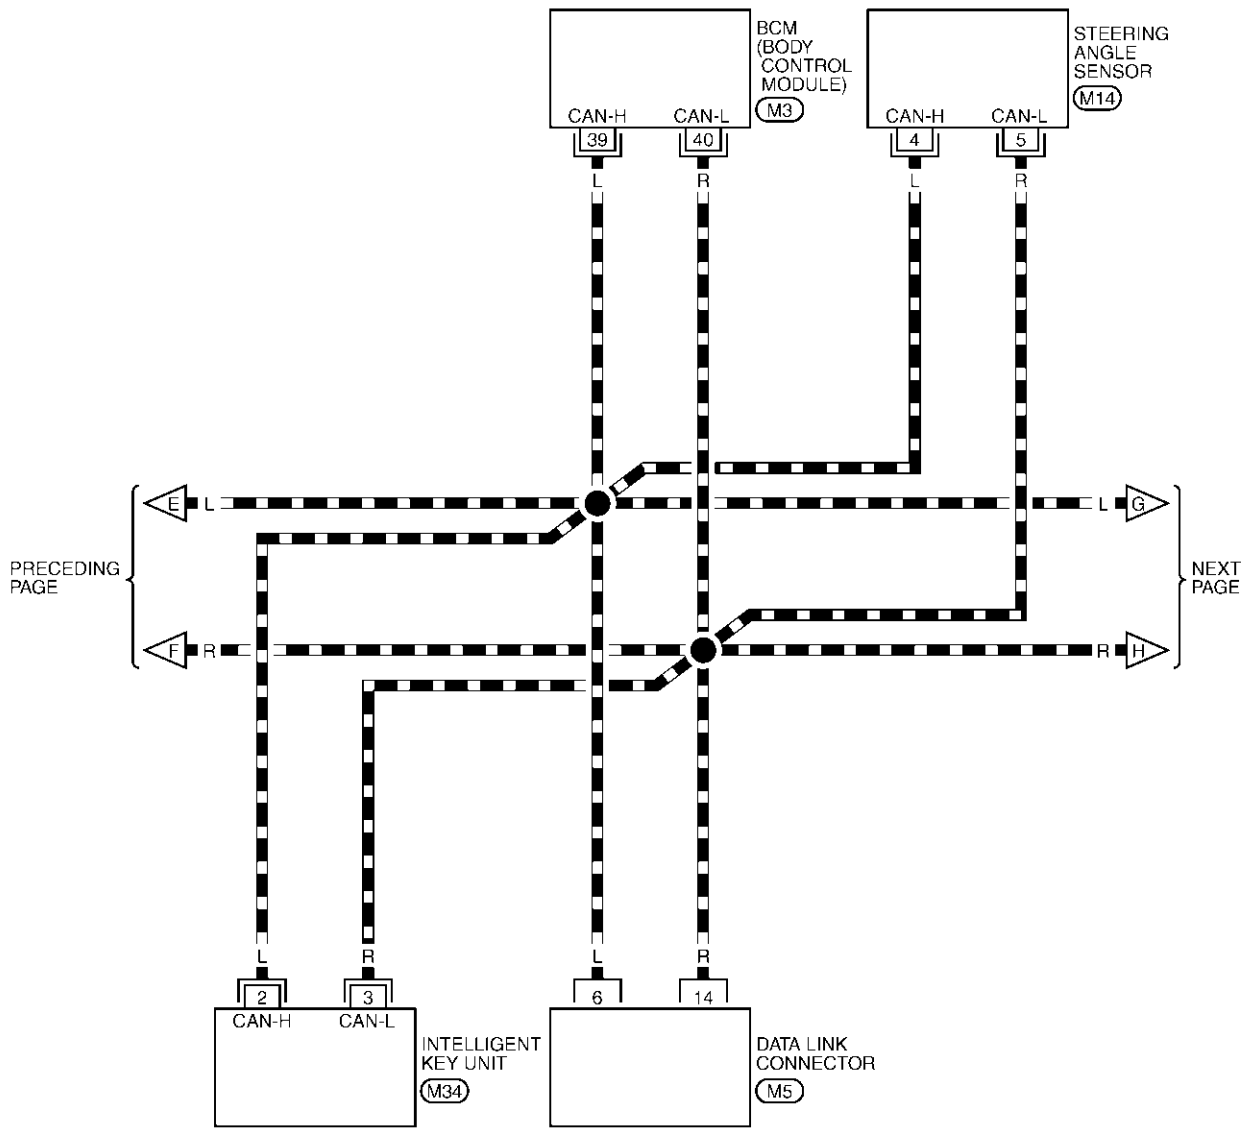 BCM
(BODY
CONTROL
MODULE)
M3
CAN-H CAN-L
39 40
L R
STEERING
ANGLE
SENSOR
M14
CAN-H CAN-L
4 5
L R
PRECEDING
PAGE
E L
F R
L G
R H
NEXT
PAGE
L R
2 3
CAN-H CAN-L
INTELLIGENT
KEY UNIT
M34
L R
6 14
DATA LINK
CONNECTOR
M5